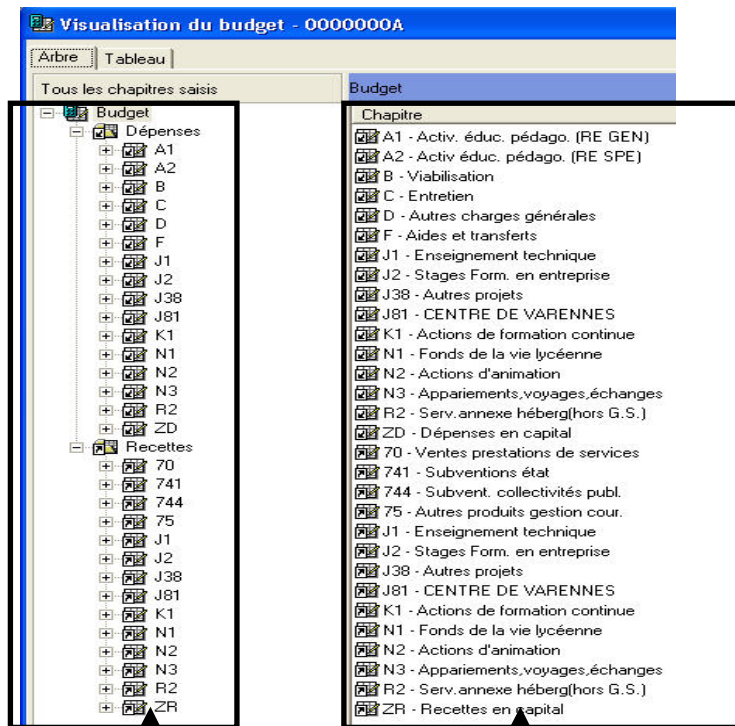 Visualisation du budget - 0000000A
Arbre Tableau
Tous les chapitres saisis
Budget
Dépenses
A1
A2
B
C
D
F
J1
J2
J38
J81
K1
N1
N2
N3
R2
ZD
Recettes
70
741
744
75
J1
J2
J38
J81
K1
N1
N2
N3
R2
ZR
Budget
Chapitre
A1 - Activ. éduc. pédago. (RE GEN)
A2 - Activ éduc. pédago. (RE SPE)
B - Viabilisation
C - Entretien
D - Autres charges générales
F - Aides et transferts
J1 - Enseignement technique
J2 - Stages Form. en entreprise
J38 - Autres projets
J81 - CENTRE DE VARENNES
K1 - Actions de formation continue
N1 - Fonds de la vie lycéenne
N2 - Actions d'animation
N3 - Appariements,voyages,échanges
R2 - Serv.annexe héberg(hors G.S.)
ZD - Dépenses en capital
70 - Ventes prestations de services
741 - Subventions état
744 - Subvent. collectivités publ.
75 - Autres produits gestion cour.
J1 - Enseignement technique
J2 - Stages Form. en entreprise
J38 - Autres projets
J81 - CENTRE DE VARENNES
K1 - Actions de formation continue
N1 - Fonds de la vie lycéenne
N2 - Actions d'animation
N3 - Appariements,voyages,échanges
R2 - Serv.annexe héberg(hors G.S.)
ZR - Recettes en capital